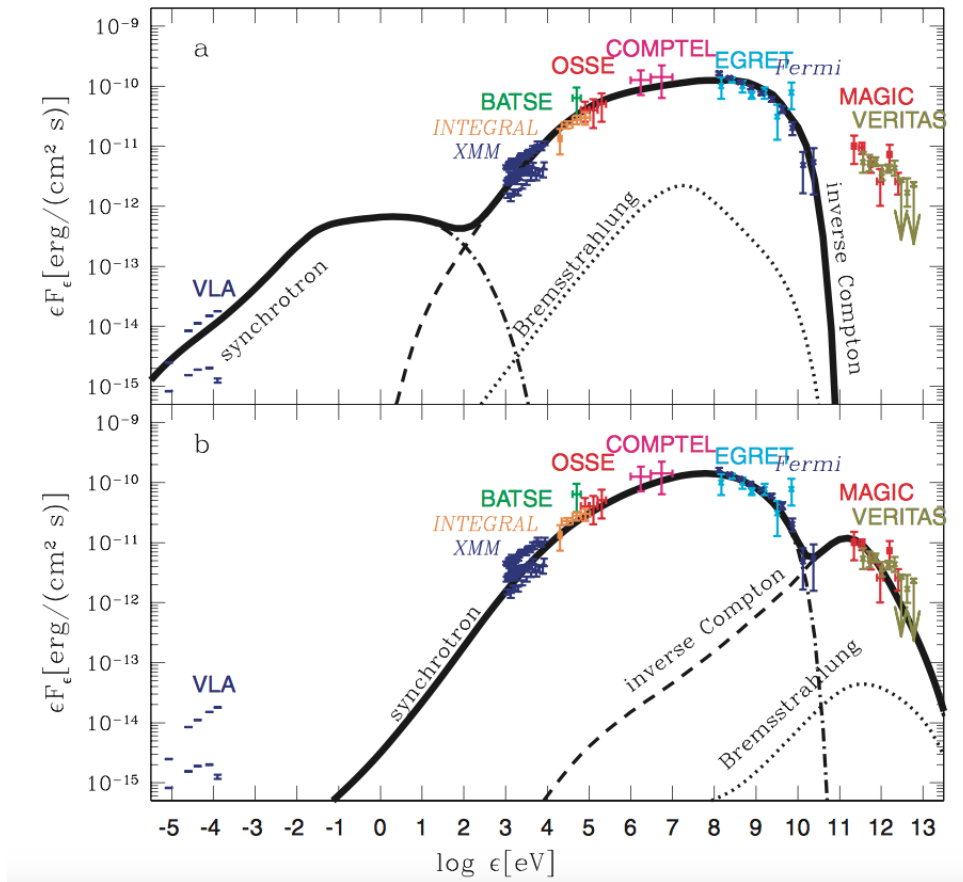 a
10⁻⁹
10⁻¹⁰
10⁻¹¹
10⁻¹²
10⁻¹³
10⁻¹⁴
10⁻¹⁵
ϵF_ϵ[erg/(cm² s)]
VLA
synchrotron
XMM
INTEGRAL
BATSE
OSSE
COMPTEL
EGRET
Fermi
MAGIC
VERITAS
Bremsstrahlung
inverse Compton
b
10⁻⁹
10⁻¹⁰
10⁻¹¹
10⁻¹²
10⁻¹³
10⁻¹⁴
10⁻¹⁵
ϵF_ϵ[erg/(cm² s)]
VLA
synchrotron
XMM
INTEGRAL
BATSE
OSSE
COMPTEL
EGRET
Fermi
MAGIC
VERITAS
inverse Compton
Bremsstrahlung
-5 -4 -3 -2 -1 0 1 2 3 4 5 6 7 8 9 10 11 12 13
log ϵ[eV]